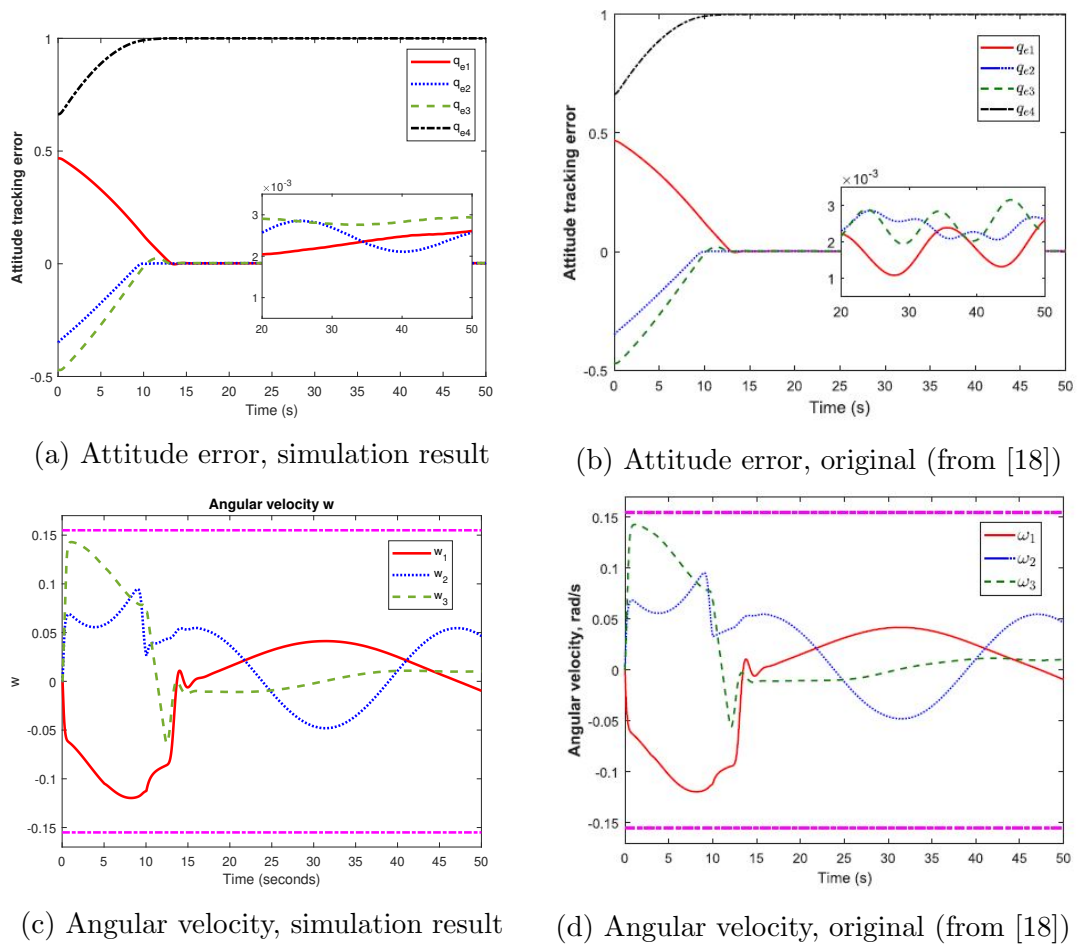 1
0.5
0
-0.5
Attitude tracking error
0 5 10 15 20 25 30 35 40 45 50
Time (s)
q_e1
q_e2
q_e3
q_e4
×10^-3
3
2
1
20 30 40 50
(a) Attitude error, simulation result
1
0.5
0
-0.5
Attitude tracking error
0 5 10 15 20 25 30 35 40 45 50
Time (s)
q_e1
q_e2
q_e3
q_e4
×10^-3
3
2
1
20 30 40 50
(b) Attitude error, original (from [18])
Angular velocity w
0.15
0.1
0.05
0
-0.05
-0.1
-0.15
w
0 5 10 15 20 25 30 35 40 45 50
Time (seconds)
w_1
w_2
w_3
(c) Angular velocity, simulation result
0.15
0.1
0.05
0
-0.05
-0.1
-0.15
Angular velocity, rad/s
0 5 10 15 20 25 30 35 40 45 50
Time (s)
ω_1
ω_2
ω_3
(d) Angular velocity, original (from [18])